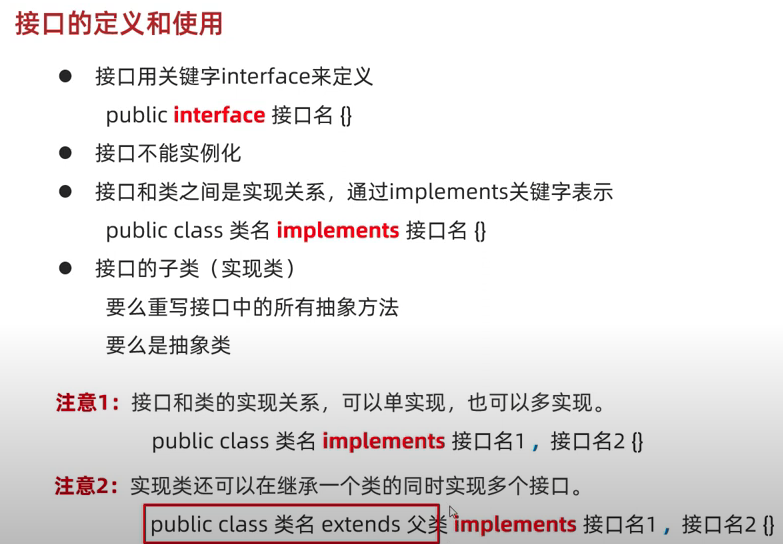 接口的定义和使用
● 接口用关键字interface来定义
public interface 接口名 {}
● 接口不能实例化
● 接口和类之间是实现关系，通过implements关键字表示
public class 类名 implements 接口名 {}
● 接口的子类（实现类）
要么重写接口中的所有抽象方法
要么是抽象类
注意1：接口和类的实现关系，可以单实现，也可以多实现。
public class 类名 implements 接口名1 ，接口名2 {}
注意2：实现类还可以在继承一个类的同时实现多个接口。
public class 类名 extends 父类 implements 接口名1 ，接口名2 {}